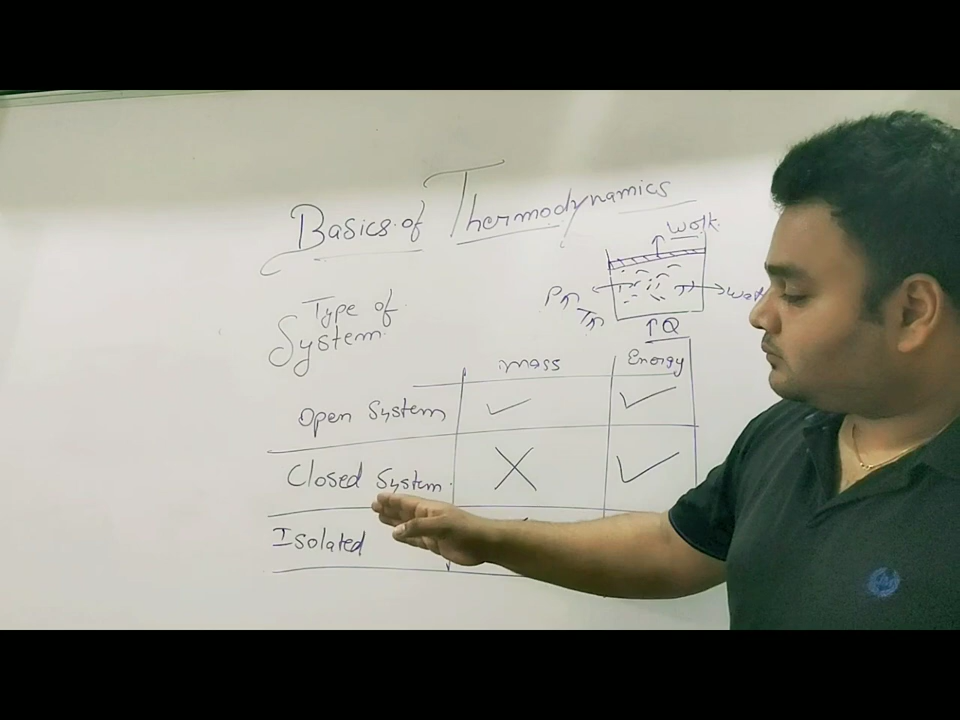 Basics of Thermodynamics
Work
P↑ Work
T↑
↑Q
Type of
System
mass Energy
Open System ✓ ✓
Closed System X ✓
Isolated